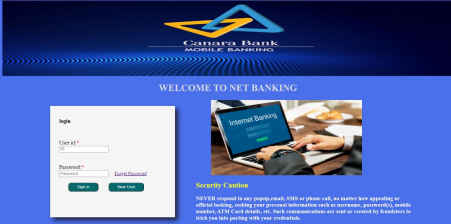 Canara Bank
MOBILE BANKING
WELCOME TO NET BANKING
login
User id:*
ID
Password:*
Password
Forgot Password
Sign in
New User
Internet Banking
Security Caution
NEVER respond to any popup,email, SMS or phone call, no matter how appealing or
official looking, seeking your personal information such as username, password(s), mobile
number, ATM Card details, etc. Such communications are sent or created by fraudsters to
trick you into parting with your credentials.